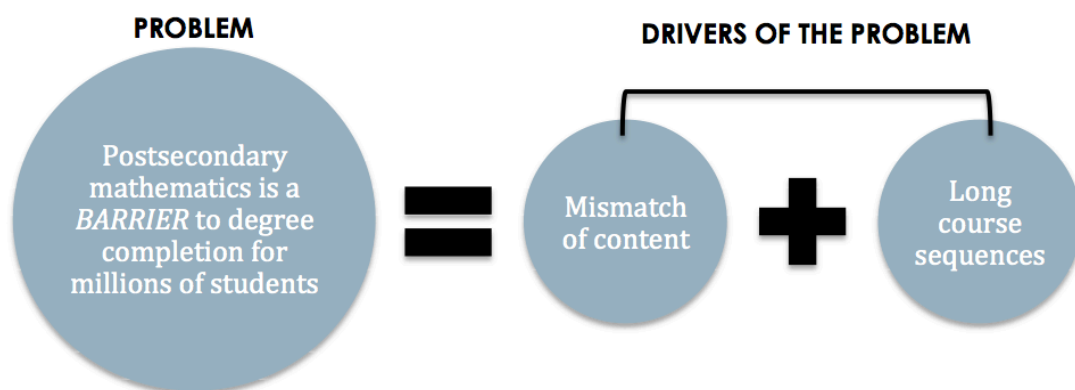 PROBLEM
Postsecondary
mathematics is a
BARRIER to degree
completion for
millions of students
DRIVERS OF THE PROBLEM
Mismatch
of content
Long
course
sequences